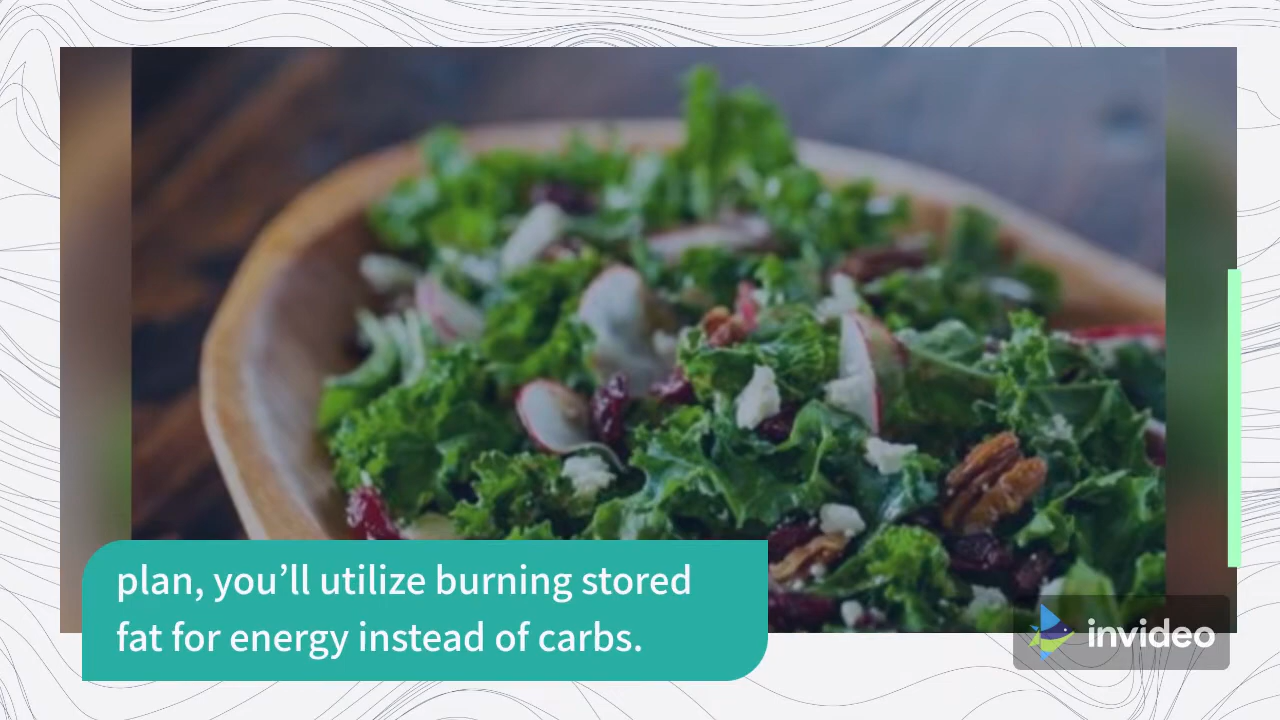 plan, you’ll utilize burning stored
fat for energy instead of carbs.
invideo